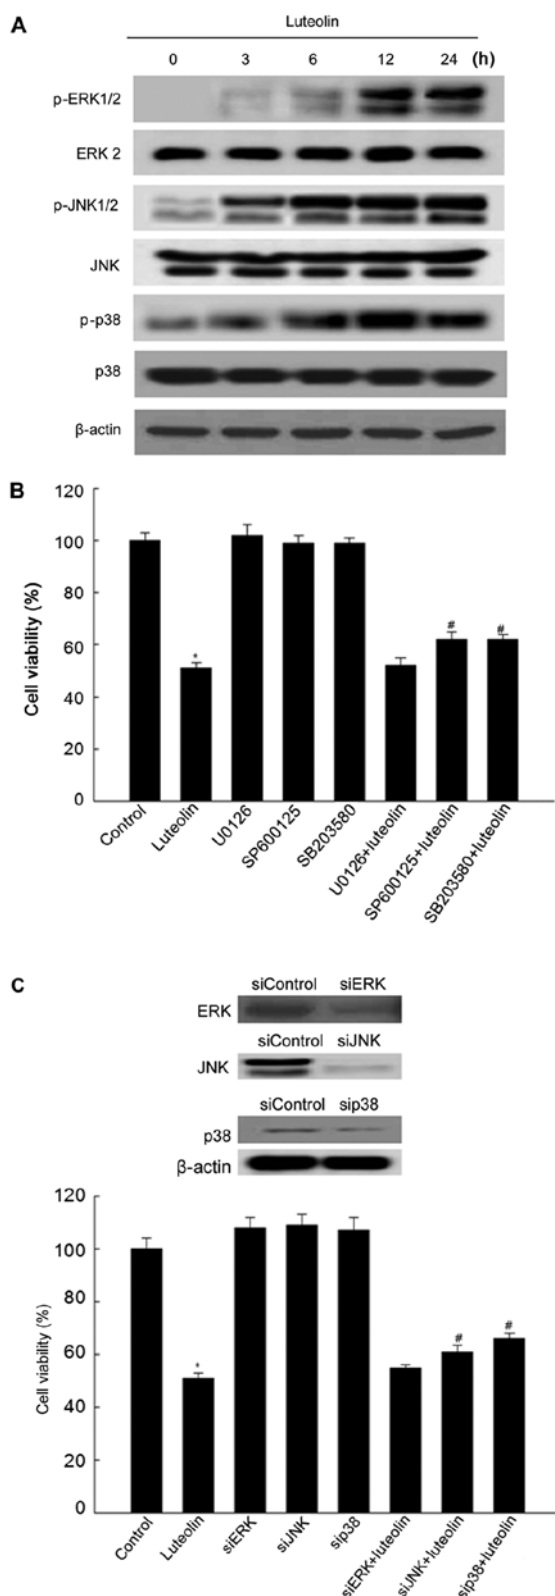 A
Luteolin
0 3 6 12 24 (h)
p-ERK1/2
ERK 2
p-JNK1/2
JNK
p-p38
p38
β-actin
B
120
100
80
60
40
20
0
Cell viability (%)
*
#
#
Control
Luteolin
U0126
SP600125
SB203580
U0126+luteolin
SP600125+luteolin
SB203580+luteolin
C
siControl siERK
ERK
siControl siJNK
JNK
siControl sip38
p38
β-actin
120
100
80
60
40
20
0
Cell viability (%)
*
#
#
Control
Luteolin
siERK
siJNK
sip38
siERK+luteolin
siJNK+luteolin
sip38+luteolin